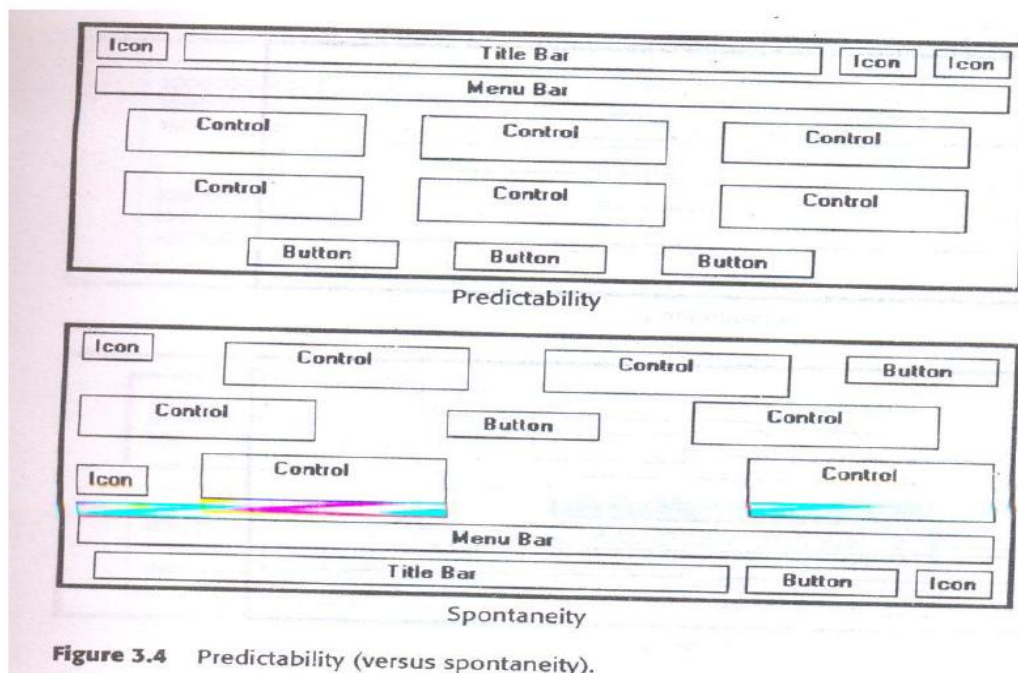 Icon Title Bar Icon Icon
Menu Bar
Control Control Control
Control Control Control
Button Button Button
Predictability
Icon Control Control Button
Control Button Control
Icon Control Control
Menu Bar
Title Bar Button Icon
Spontaneity
Figure 3.4 Predictability (versus spontaneity).